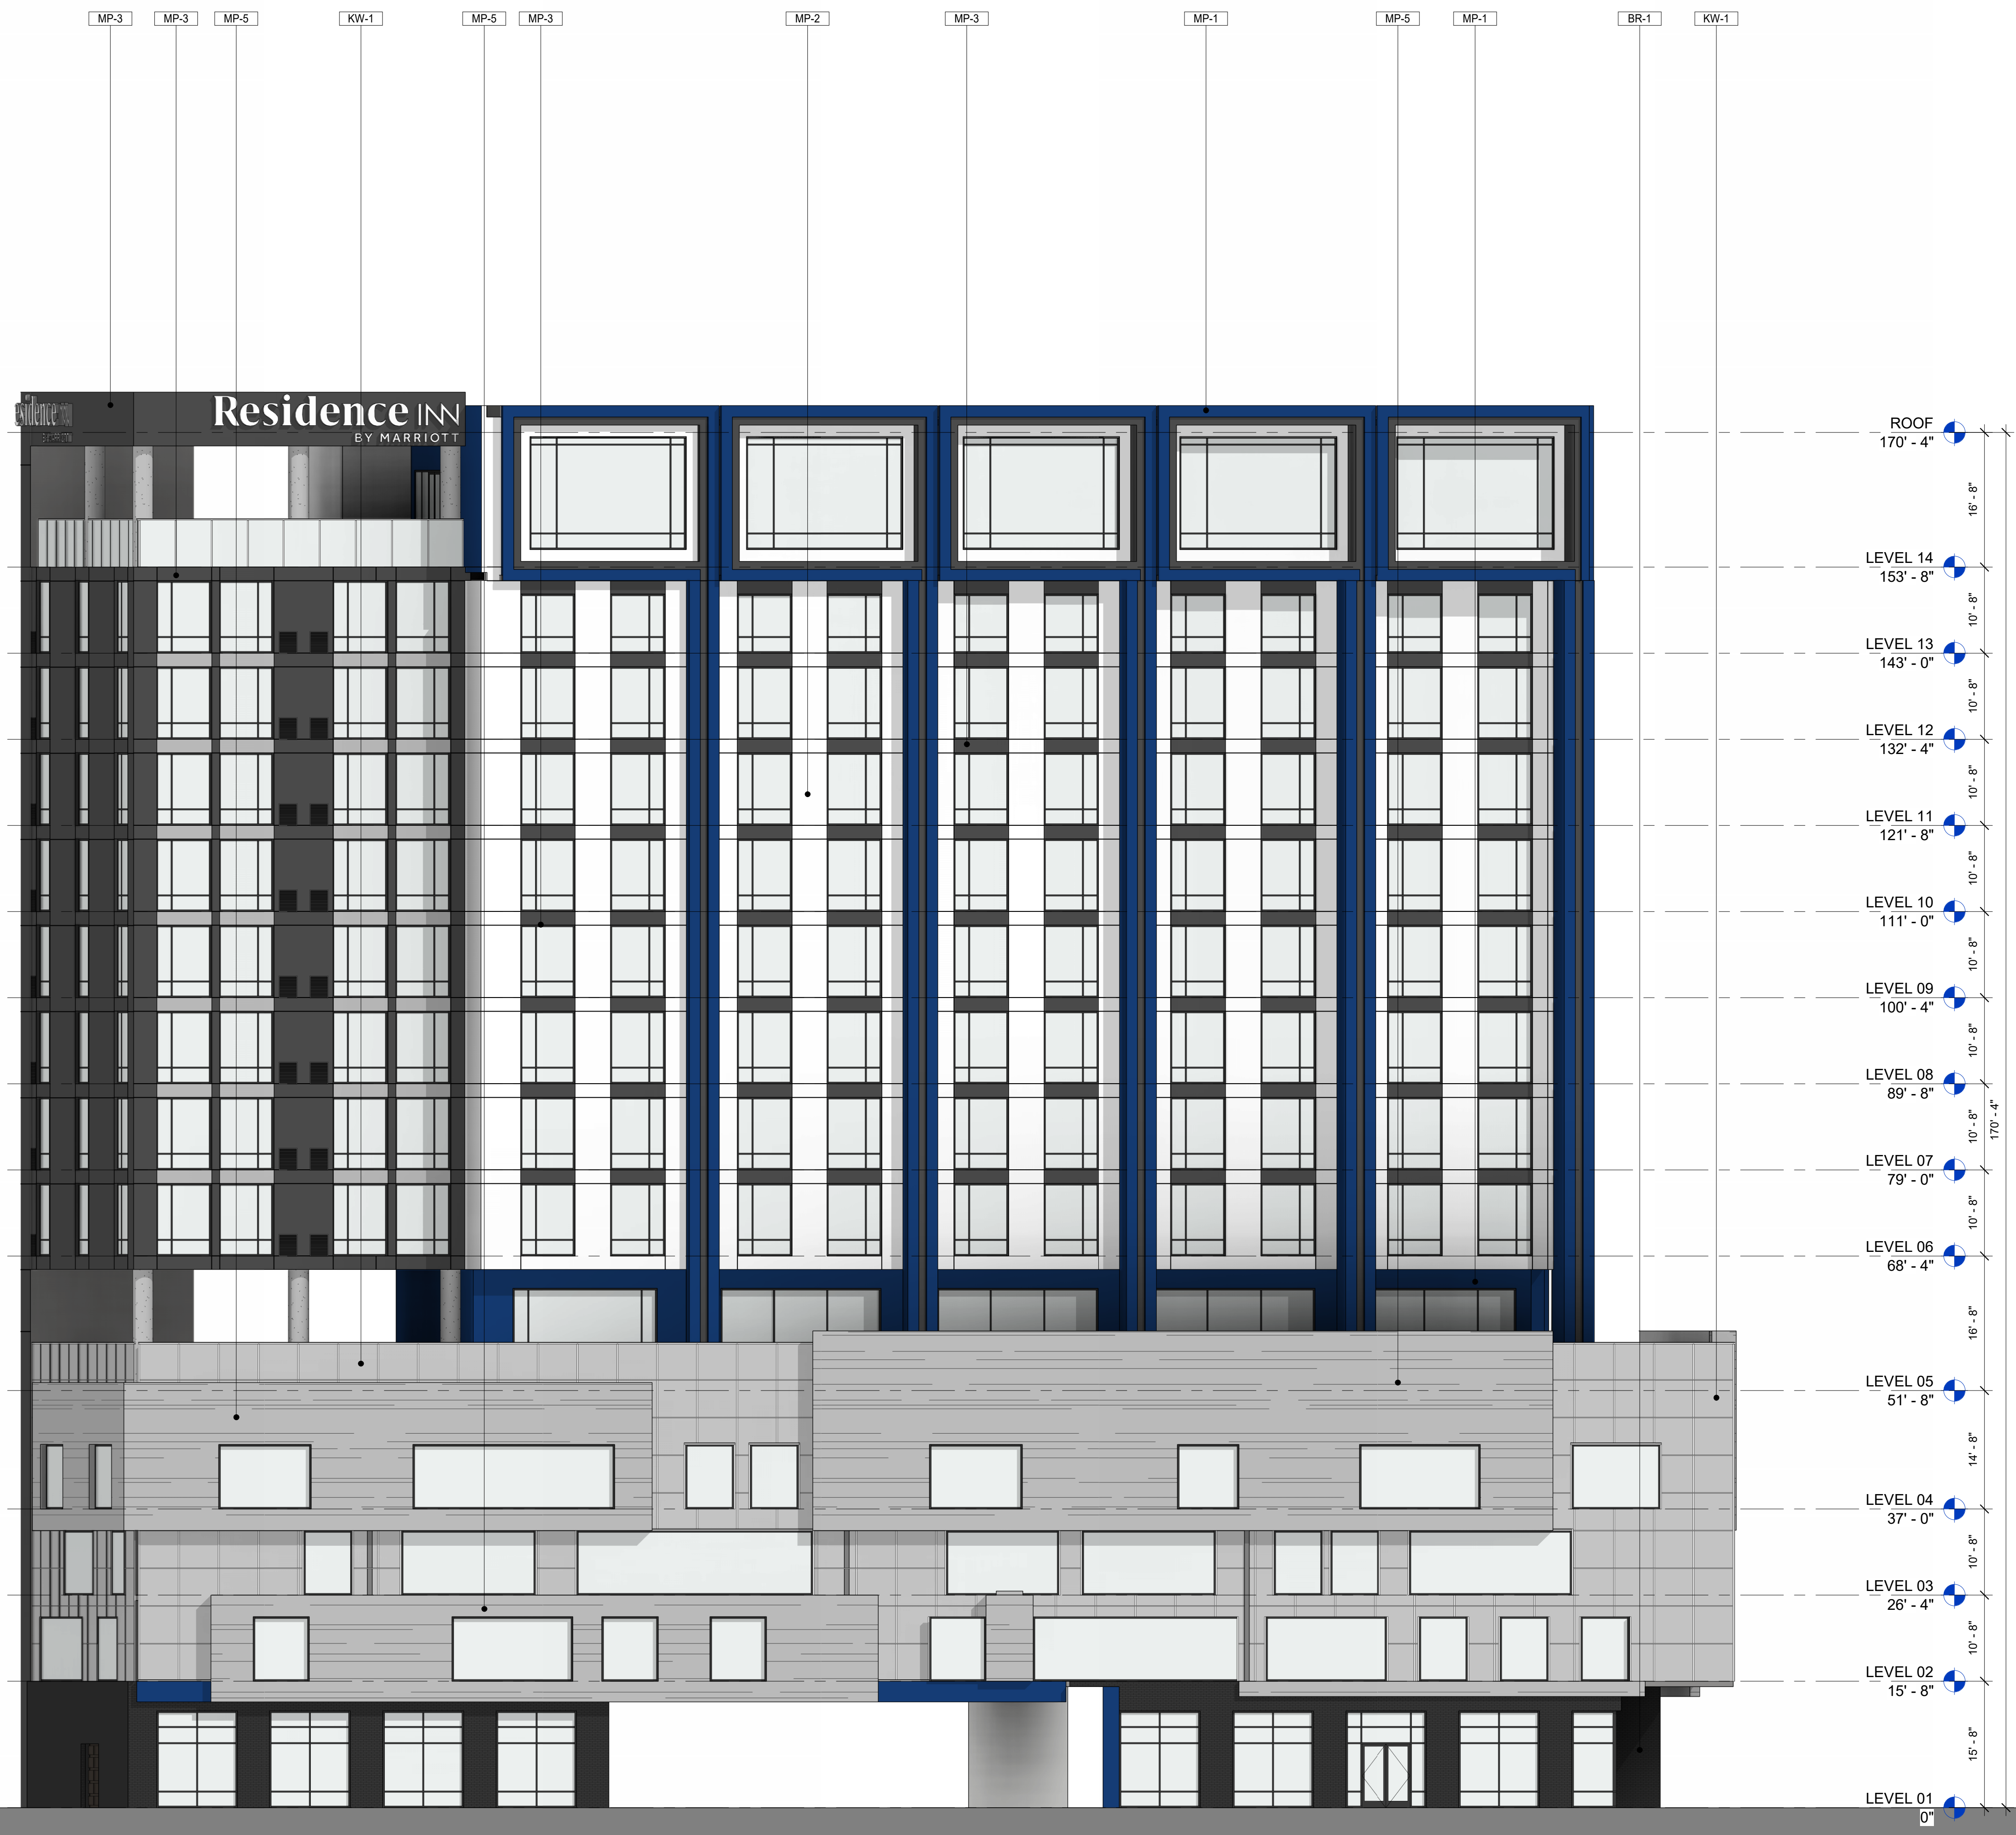 MP-3 MP-3 MP-5 KW-1 MP-5 MP-3 MP-2 MP-3 MP-1 MP-5 MP-1 BR-1 KW-1
esidence INN
BY MARRIOTT
Residence INN
BY MARRIOTT
ROOF
170' - 4"
16' - 8"
LEVEL 14
153' - 8"
10' - 8"
LEVEL 13
143' - 0"
10' - 8"
LEVEL 12
132' - 4"
10' - 8"
LEVEL 11
121' - 8"
10' - 8"
LEVEL 10
111' - 0"
10' - 8"
LEVEL 09
100' - 4"
10' - 8"
LEVEL 08
89' - 8"
10' - 8"
170' - 4"
LEVEL 07
79' - 0"
10' - 8"
LEVEL 06
68' - 4"
16' - 8"
LEVEL 05
51' - 8"
14' - 8"
LEVEL 04
37' - 0"
10' - 8"
LEVEL 03
26' - 4"
10' - 8"
LEVEL 02
15' - 8"
15' - 8"
LEVEL 01
0"